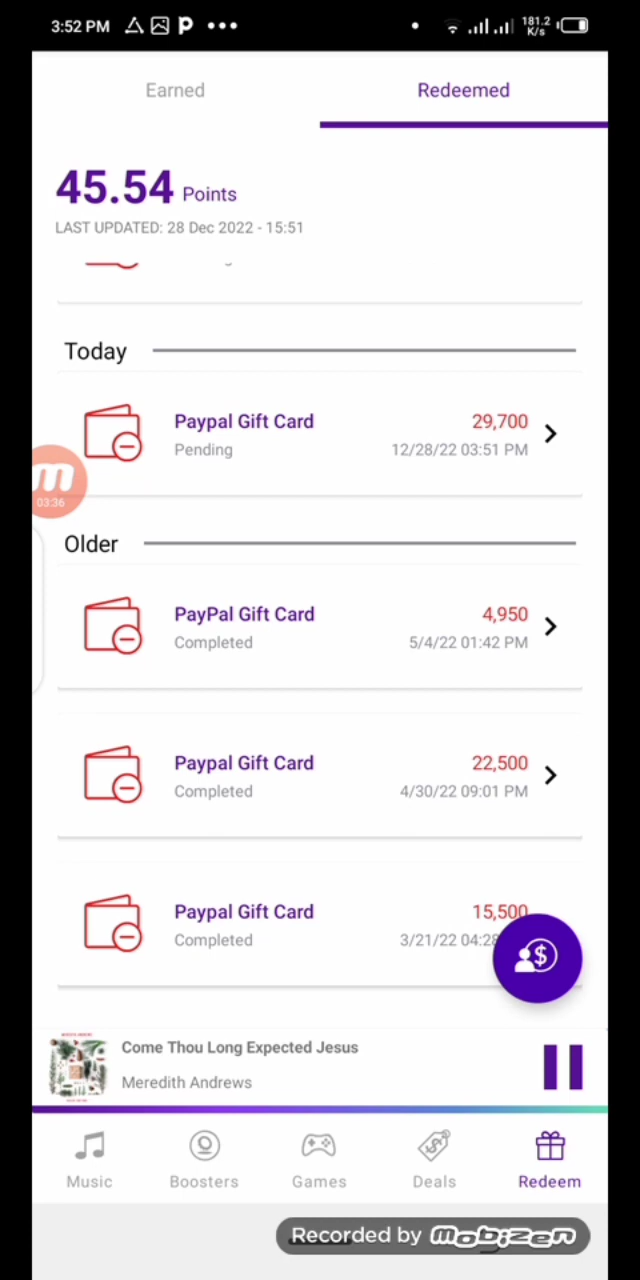 3:52 PM
181.2
K/s
Earned
Redeemed
45.54 Points
LAST UPDATED: 28 Dec 2022 - 15:51
Today
Paypal Gift Card 29,700
Pending 12/28/22 03:51 PM
m
03:36
Older
PayPal Gift Card 4,950
Completed 5/4/22 01:42 PM
Paypal Gift Card 22,500
Completed 4/30/22 09:01 PM
Paypal Gift Card 15,500
Completed 3/21/22 04:28
Come Thou Long Expected Jesus
Meredith Andrews
Music Boosters Games Deals Redeem
Recorded by mobizen